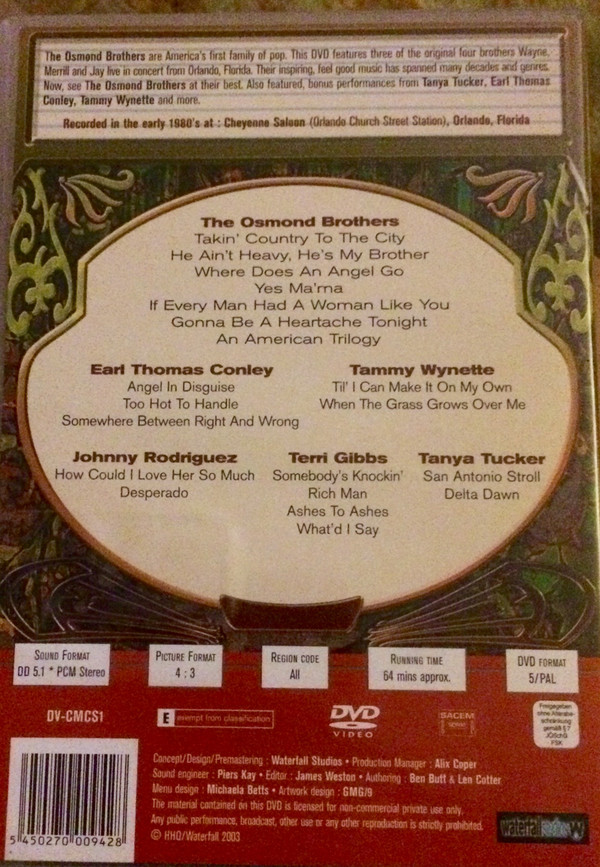 The Osmond Brothers are America's first family of pop. This DVD features three of the original four brothers Wayne,
Merrill and Jay live in concert from Orlando, Florida. Their inspiring, feel good music has spanned many decades and genres.
Now, see The Osmond Brothers at their best. Also featured, bonus performances from Tanya Tucker, Earl Thomas
Conley, Tammy Wynette and more.
Recorded in the early 1980's at : Cheyenne Saloon (Orlando Church Street Station), Orlando, Florida
The Osmond Brothers
Takin' Country To The City
He Ain't Heavy, He's My Brother
Where Does An Angel Go
Yes Ma'ma
If Every Man Had A Woman Like You
Gonna Be A Heartache Tonight
An American Trilogy
Earl Thomas Conley
Angel In Disguise
Too Hot To Handle
Somewhere Between Right And Wrong
Tammy Wynette
Til' I Can Make It On My Own
When The Grass Grows Over Me
Johnny Rodriguez
How Could I Love Her So Much
Desperado
Terri Gibbs
Somebody's Knockin'
Rich Man
Ashes To Ashes
What'd I Say
Tanya Tucker
San Antonio Stroll
Delta Dawn
SOUND FORMAT
DD 5.1 * PCM Stereo
PICTURE FORMAT
4 : 3
REGION CODE
All
RUNNING TIME
64 mins approx.
DVD FORMAT
5/PAL
DV-CMCS1
E exempt from classification
DVD
VIDEO
SACEM
Freigegeben
ohne Altersbe-
schränkung
gemäß § 7
JÖSchG
FSK
Concept/Design/Premastering : Waterfall Studios • Production Manager : Alix Coper
Sound engineer : Piers Kay • Editor : James Weston • Authoring : Ben Butt & Len Cotter
Menu design : Michaela Betts • Artwork design : GMG/9
The material contained on this DVD is licensed for non-commercial private use only.
Any public performance, broadcast, other use or any other reproduction is strictly prohibited.
© HHO/Waterfall 2003
5 450270 009428
waterfall